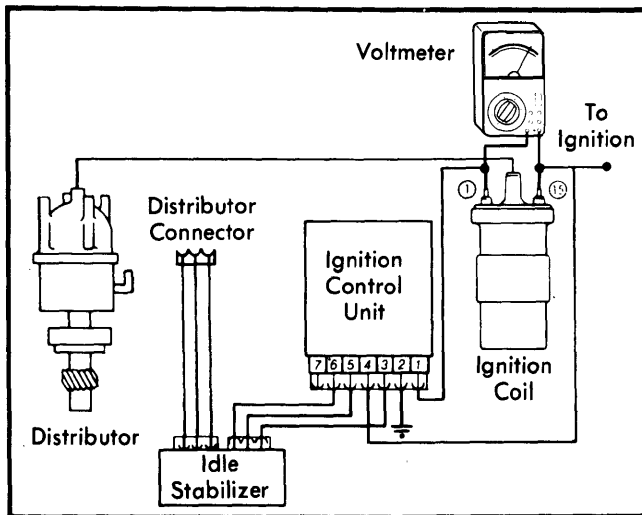 Voltmeter
To
Ignition
1
15
Distributor
Connector
Ignition
Control
Unit
7 6 5 4 3 2 1
Ignition
Coil
Distributor
Idle
Stabilizer